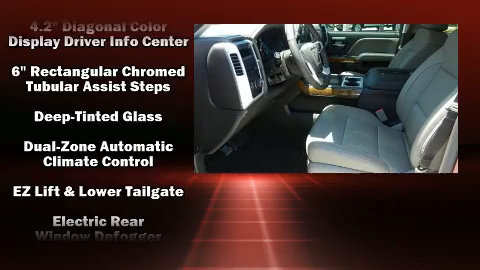 4.2" Diagonal Color
Display Driver Info Center
6" Rectangular Chromed
Tubular Assist Steps
Deep-Tinted Glass
Dual-Zone Automatic
Climate Control
EZ Lift & Lower Tailgate
Electric Rear
Window Defogger